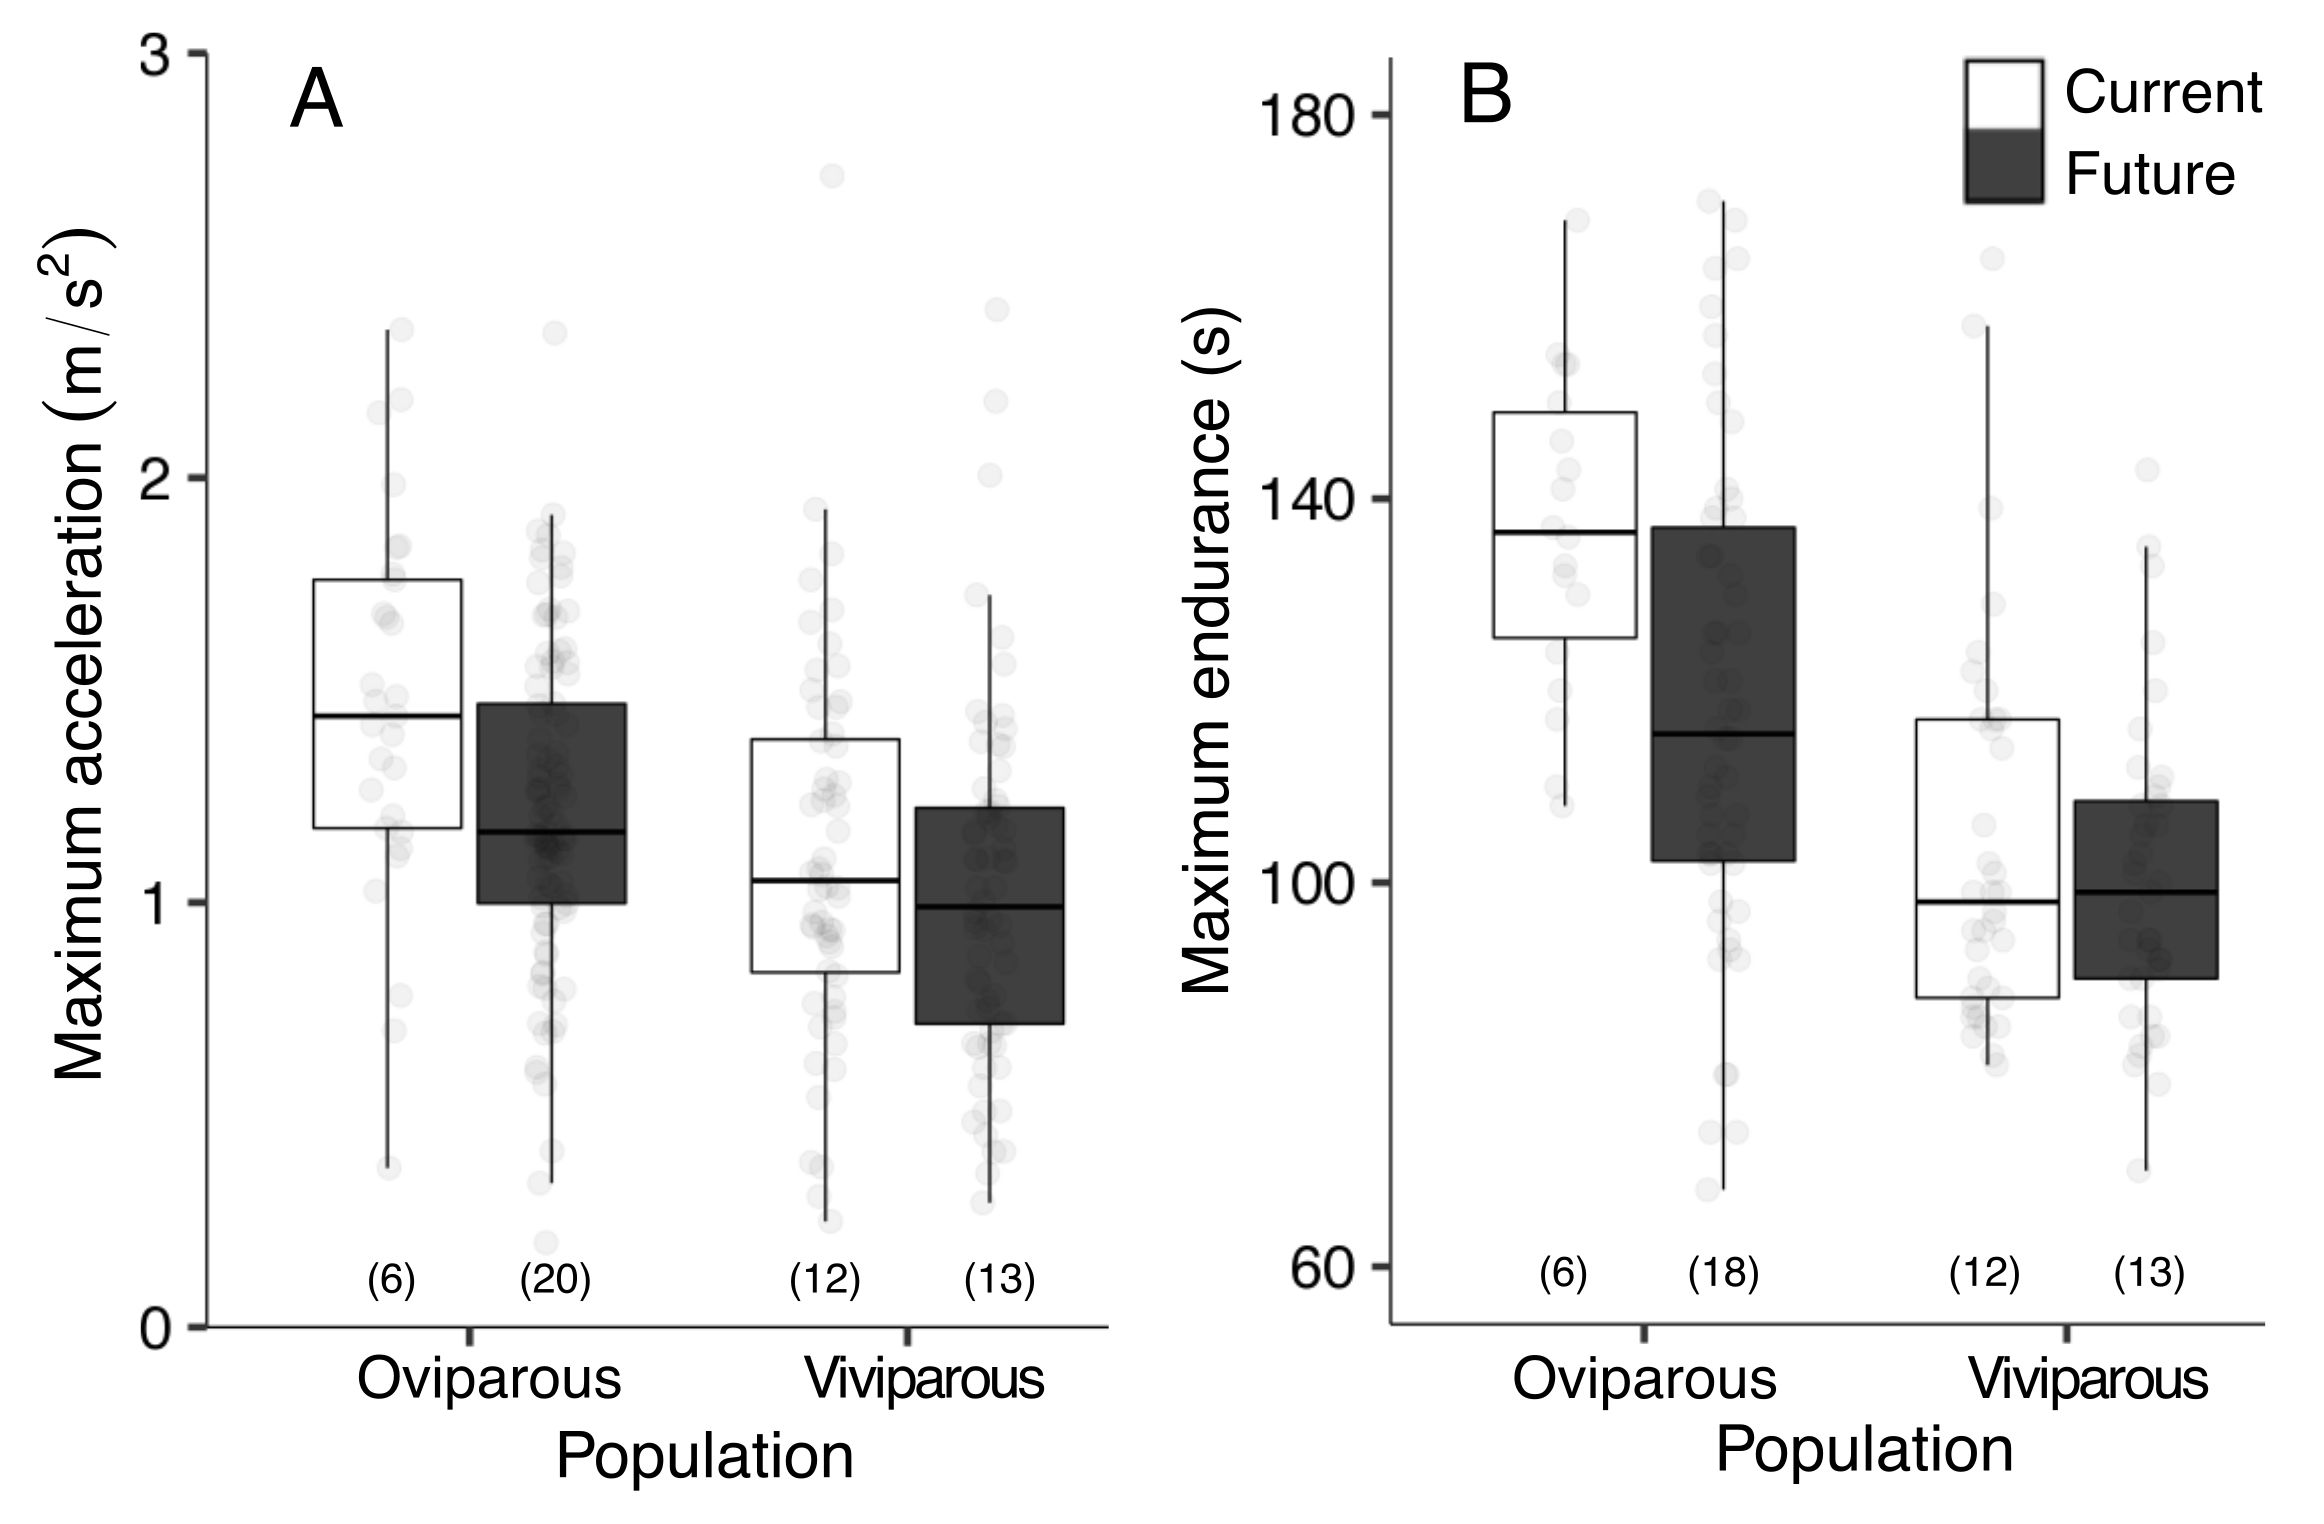 A
Maximum acceleration (m/s²)
3
2
1
0
(6) (20) (12) (13)
Oviparous Viviparous
Population
B
Current
Future
Maximum endurance (s)
180
140
100
60
(6) (18) (12) (13)
Oviparous Viviparous
Population